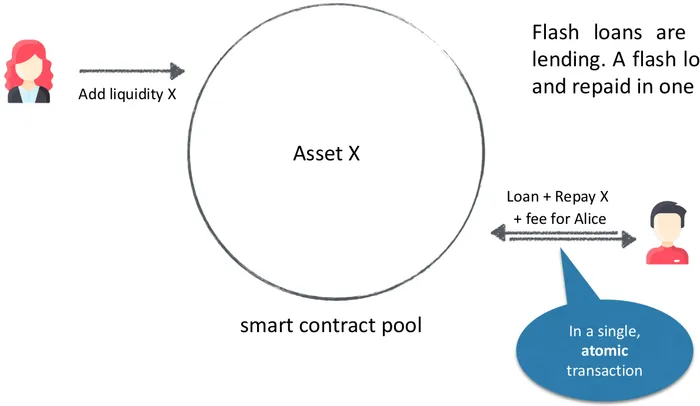 Flash loans are
lending. A flash lo
and repaid in one
Add liquidity X
Asset X
Loan + Repay X
+ fee for Alice
smart contract pool
In a single,
atomic
transaction